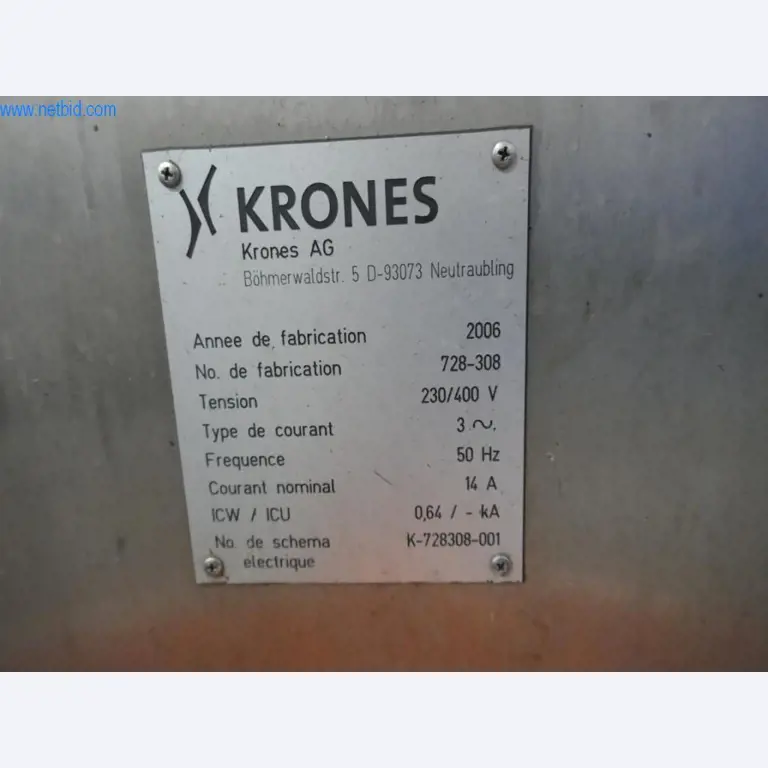 www.netbid.com
KRONES
Krones AG
Böhmerwaldstr. 5 D-93073 Neutraubling
Annee de fabrication 2006
No. de fabrication 728-308
Tension 230/400 V
Type de courant 3 ~.
Frequence 50 Hz
Courant nominal 14 A
ICW / ICU 0,64 / - kA
No. de schema K-728308-001
electrique